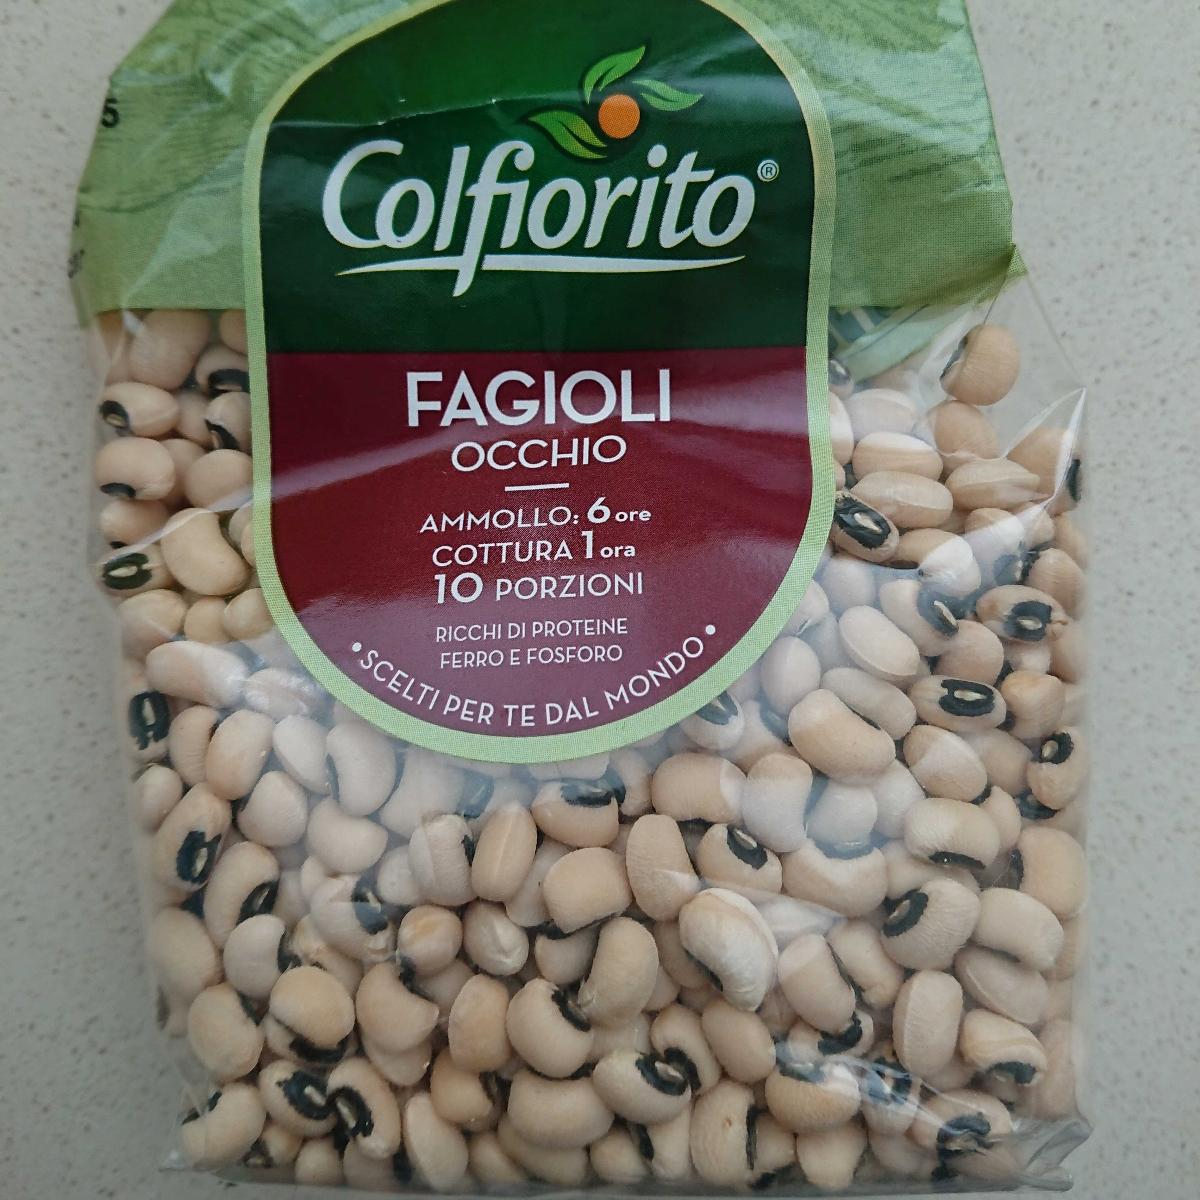 5
Colfiorito®
FAGIOLI
OCCHIO
AMMOLLO: 6 ore
COTTURA 1 ora
10 PORZIONI
RICCHI DI PROTEINE
FERRO E FOSFORO
• SCELTI PER TE DAL MONDO •